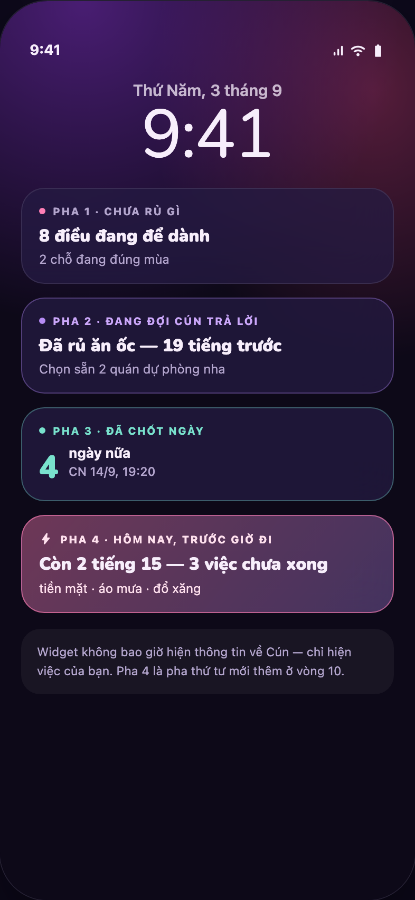 9:41
Thứ Năm, 3 tháng 9
9:41
PHA 1 · CHƯA RỦ GÌ
8 điều đang để dành
2 chỗ đang đúng mùa
PHA 2 · ĐANG ĐỢI CÚN TRẢ LỜI
Đã rủ ăn ốc — 19 tiếng trước
Chọn sẵn 2 quán dự phòng nha
PHA 3 · ĐÃ CHỐT NGÀY
4 ngày nữa
CN 14/9, 19:20
PHA 4 · HÔM NAY, TRƯỚC GIỜ ĐI
Còn 2 tiếng 15 — 3 việc chưa xong
tiền mặt · áo mưa · đổ xăng
Widget không bao giờ hiện thông tin về Cún — chỉ hiện
việc của bạn. Pha 4 là pha thứ tư mới thêm ở vòng 10.